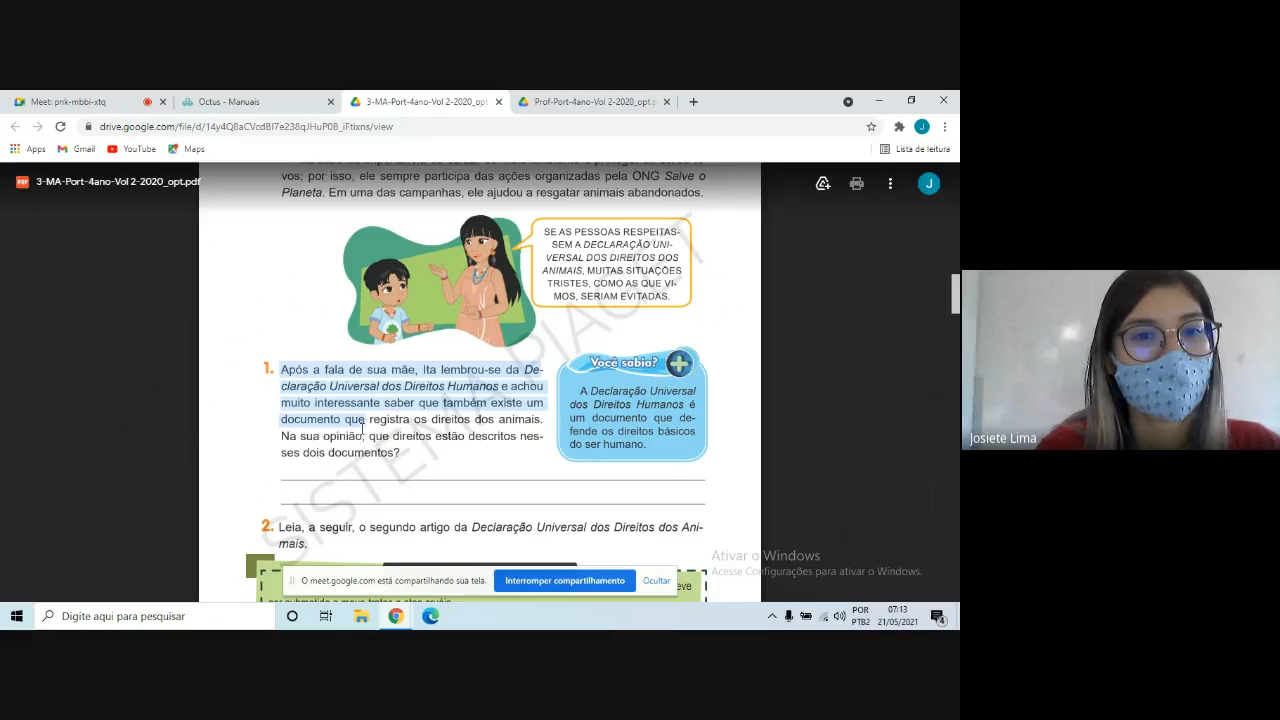 Meet: pnk-mbbi-xtq
Octus - Manuais
3-MA-Port-4ano-Vol 2-2020_opt.
Prof-Port-4ano-Vol 2-2020_opt.p
drive.google.com/file/d/14y4Q8aCVcdBI7e238qJHuP0B_iFtixns/view
Apps
Gmail
YouTube
Maps
Lista de leitura
3-MA-Port-4ano-Vol 2-2020_opt.pdf
J
J
vos; por isso, ele sempre participa das ações organizadas pela ONG Salve o
Planeta. Em uma das campanhas, ele ajudou a resgatar animais abandonados.
SE AS PESSOAS RESPEITAS-
SEM A DECLARAÇÃO UNI-
VERSAL DOS DIREITOS DOS
ANIMAIS, MUITAS SITUAÇÕES
TRISTES, COMO AS QUE VI-
MOS, SERIAM EVITADAS.
1. Após a fala de sua mãe, Ita lembrou-se da De-
claração Universal dos Direitos Humanos e achou
muito interessante saber que também existe um
documento que registra os direitos dos animais.
Na sua opinião, que direitos estão descritos nes-
ses dois documentos?
Você sabia?
A Declaração Universal
dos Direitos Humanos é
um documento que de-
fende os direitos básicos
do ser humano.
SISTEMA PIAGET
2. Leia, a seguir, o segundo artigo da Declaração Universal dos Direitos dos Ani-
mais.
O meet.google.com está compartilhando sua tela.
Interromper compartilhamento
Ocultar
eve
Ativar o Windows
Acesse Configurações para ativar o Windows.
Digite aqui para pesquisar
POR
PTB2
07:13
21/05/2021
4
Josiete Lima